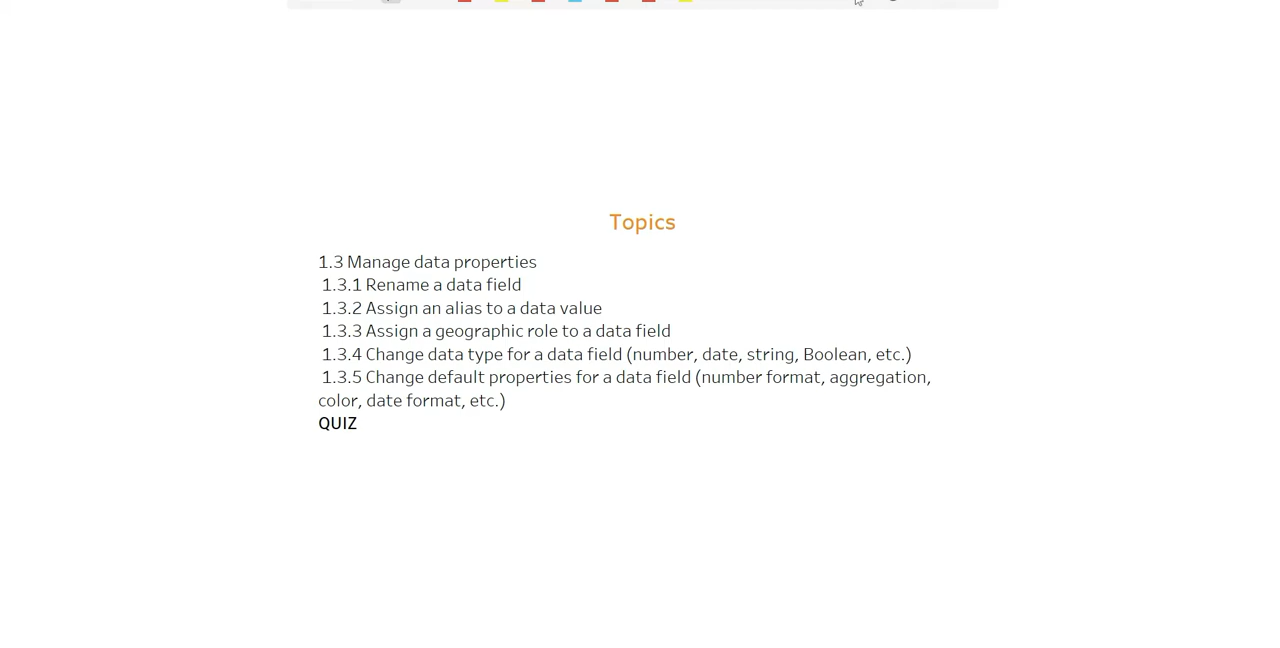 Topics
1.3 Manage data properties
1.3.1 Rename a data field
1.3.2 Assign an alias to a data value
1.3.3 Assign a geographic role to a data field
1.3.4 Change data type for a data field (number, date, string, Boolean, etc.)
1.3.5 Change default properties for a data field (number format, aggregation,
color, date format, etc.)
QUIZ